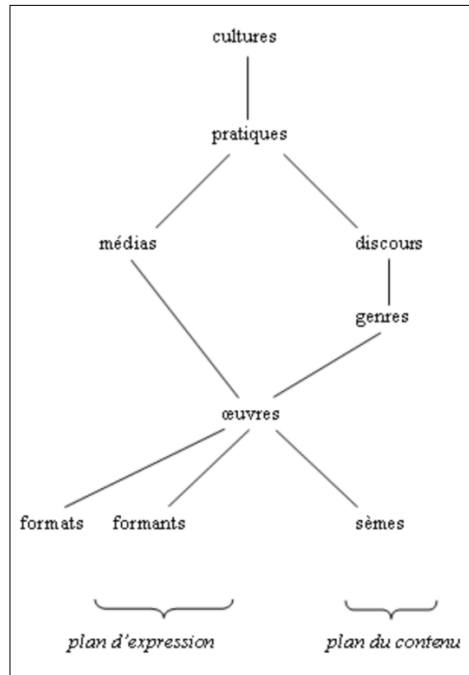 cultures
pratiques
médias discours
genres
œuvres
formats formants sèmes
plan d'expression plan du contenu